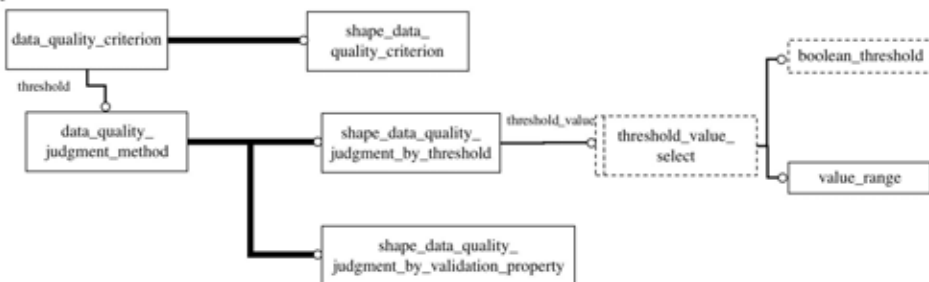 data_quality_criterion
shape_data_
quality_criterion
threshold
boolean_threshold
data_quality_
judgment_method
shape_data_quality_
judgment_by_threshold
threshold_value
threshold_value_
select
value_range
shape_data_quality_
judgment_by_validation_property